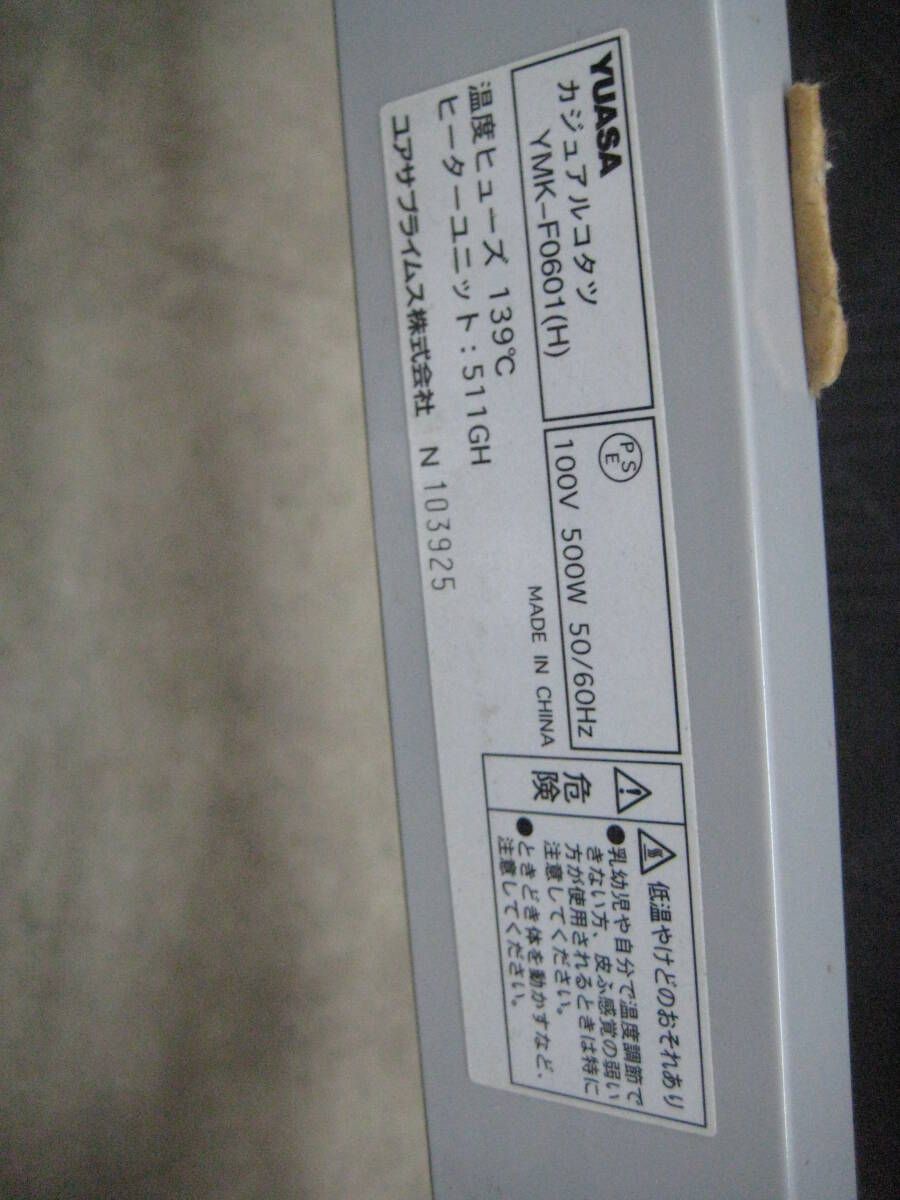 YUASA
カジュアルコタツ
YMK-F0601(H)
PSE
100V 500W 50/60Hz
温度ヒューズ 139℃
ヒーターユニット:511GH
MADE IN CHINA
ユアサプライムス株式会社 N 103925
危険
低温やけどのおそれあり
●乳幼児や自分で温度調節で
きない方、皮ふ感覚の弱い
方が使用されるときは特に
注意してください。
●ときどき体を動かすなど、
注意してください。